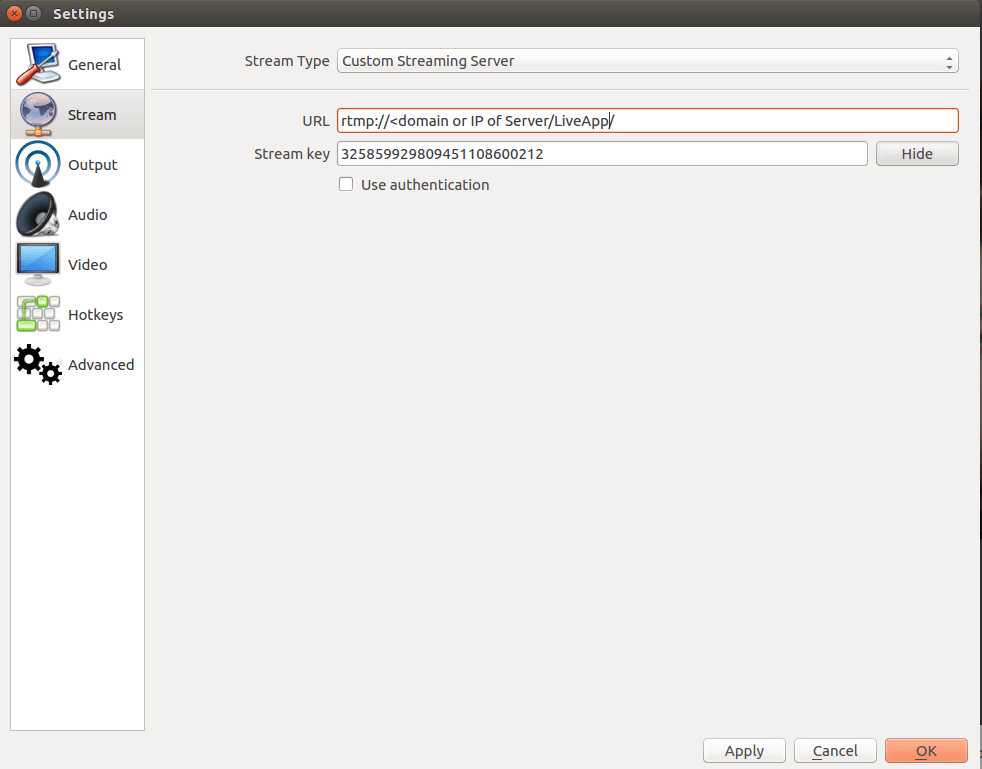 Settings
General
Stream
Output
Audio
Video
Hotkeys
Advanced
Stream Type Custom Streaming Server
URL rtmp://<domain or IP of Server/LiveApp/
Stream key 325859929809451108600212 Hide
Use authentication
Apply Cancel OK